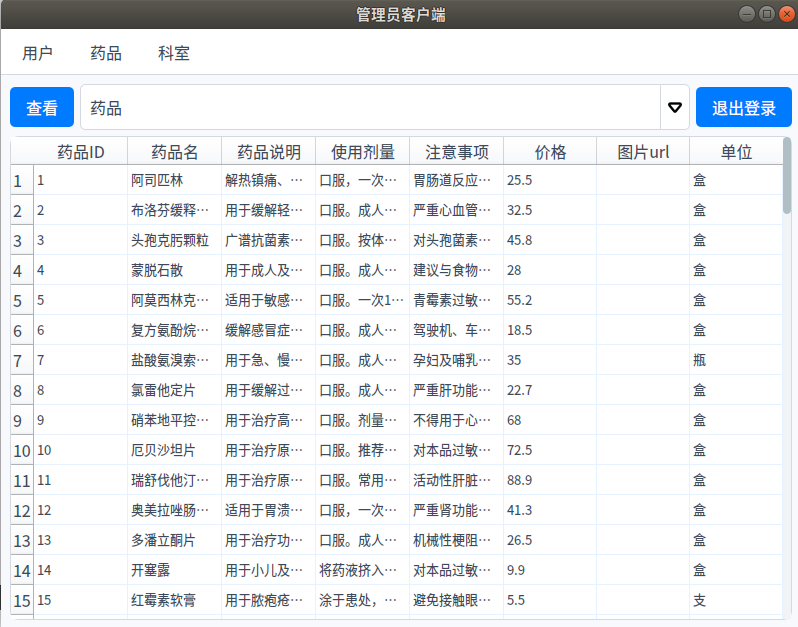 管理员客户端
用户 药品 科室
查看 药品 退出登录
药品ID 药品名 药品说明 使用剂量 注意事项 价格 图片url 单位
1 1 阿司匹林 解热镇痛、… 口服，一次… 胃肠道反应… 25.5 盒
2 2 布洛芬缓释… 用于缓解轻… 口服。成人… 严重心血管… 32.5 盒
3 3 头孢克肟颗粒 广谱抗菌素… 口服。按体… 对头孢菌素… 45.8 盒
4 4 蒙脱石散 用于成人及… 口服。成人… 建议与食物… 28 盒
5 5 阿莫西林克… 适用于敏感… 口服。一次1… 青霉素过敏… 55.2 盒
6 6 复方氨酚烷… 缓解感冒症… 口服。成人… 驾驶机、车… 18.5 盒
7 7 盐酸氨溴索… 用于急、慢… 口服。成人… 孕妇及哺乳… 35 瓶
8 8 氯雷他定片 用于缓解过… 口服。成人… 严重肝功能… 22.7 盒
9 9 硝苯地平控… 用于治疗高… 口服。剂量… 不得用于心… 68 盒
10 10 厄贝沙坦片 用于治疗原… 口服。推荐… 对本品过敏… 72.5 盒
11 11 瑞舒伐他汀… 用于治疗原… 口服。常用… 活动性肝脏… 88.9 盒
12 12 奥美拉唑肠… 适用于胃溃… 口服，一次… 严重肾功能… 41.3 盒
13 13 多潘立酮片 用于治疗功… 口服。成人… 机械性梗阻… 26.5 盒
14 14 开塞露 用于小儿及… 将药液挤入… 对本品过敏… 9.9 盒
15 15 红霉素软膏 用于脓疱疮… 涂于患处，… 避免接触眼… 5.5 支